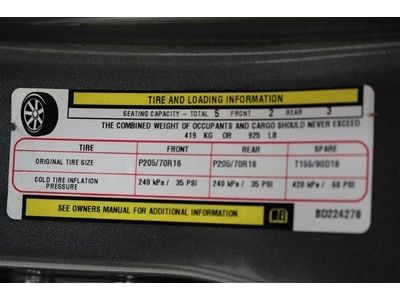 TIRE AND LOADING INFORMATION
SEATING CAPACITY - TOTAL 5 FRONT 2 REAR 3
THE COMBINED WEIGHT OF OCCUPANTS AND CARGO SHOULD NEVER EXCEED
419 KG OR 925 LB
TIRE FRONT REAR SPARE
ORIGINAL TIRE SIZE P205/70R16 P205/70R16 T155/90D16
COLD TIRE INFLATION PRESSURE 240 kPa / 35 PSI 240 kPa / 35 PSI 420 kPa / 60 PSI
SEE OWNERS MANUAL FOR ADDITIONAL INFORMATION BD224278